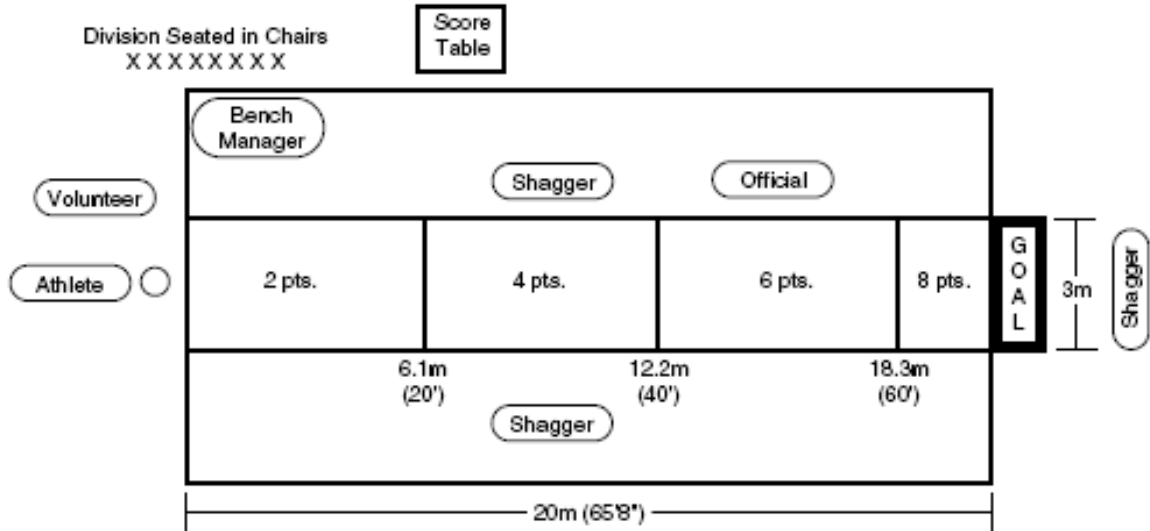 Division Seated in Chairs
X X X X X X X X
Score
Table
Bench
Manager
Volunteer
Shagger
Official
Athlete
2 pts.
4 pts.
6 pts.
8 pts.
G
O
A
L
3m
Shagger
6.1m
(20')
12.2m
(40')
18.3m
(60')
Shagger
20m (65'8")